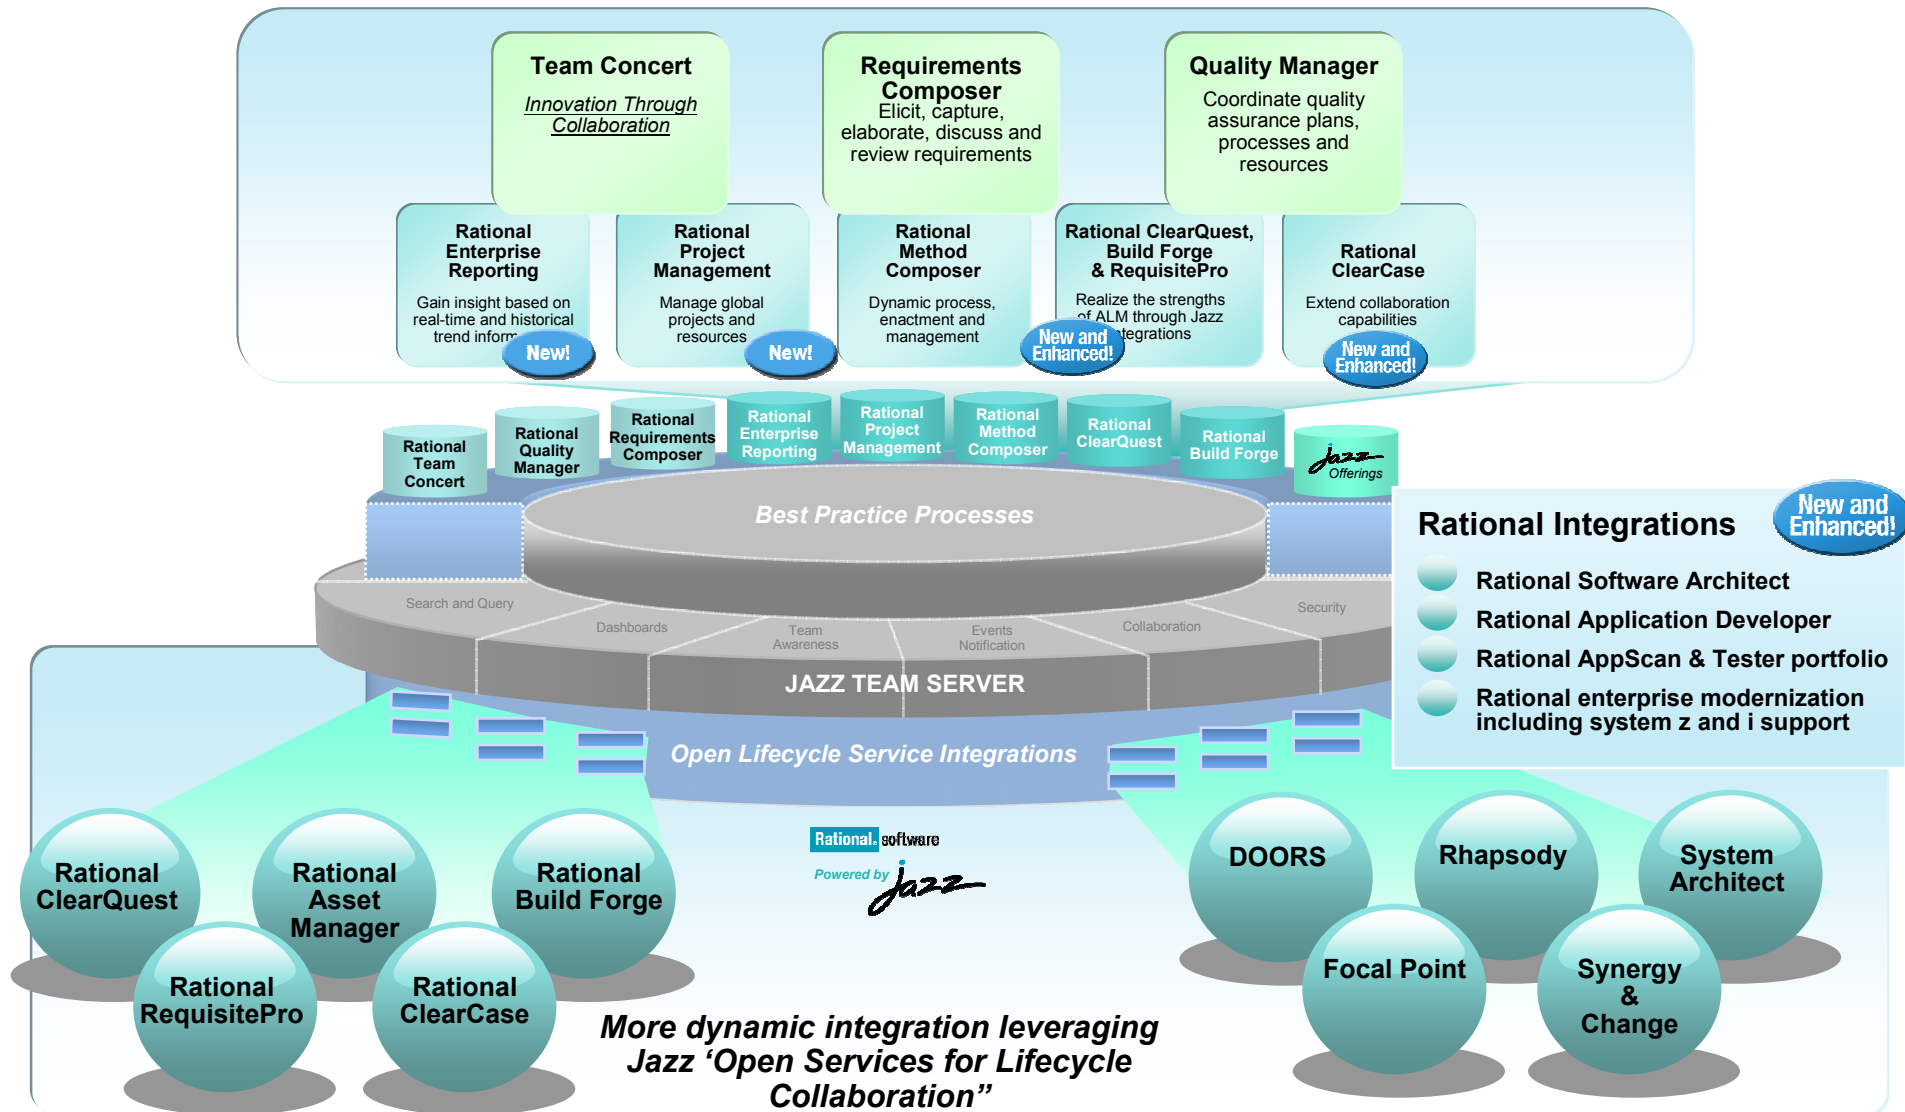 Team Concert
Innovation Through
Collaboration
Requirements
Composer
Elicit, capture,
elaborate, discuss and
review requirements
Quality Manager
Coordinate quality
assurance plans,
processes and
resources
Rational
Enterprise
Reporting
Gain insight based on
real-time and historical
trend inform
New!
Rational
Project
Management
Manage global
projects and
resources
New!
Rational
Method
Composer
Dynamic process,
enactment and
management
Rational ClearQuest,
Build Forge
& RequisitePro
Realize the strengths
of ALM through Jazz
integrations
New and
Enhanced!
Rational
ClearCase
Extend collaboration
capabilities
New and
Enhanced!
Rational
Team
Concert
Rational
Quality
Manager
Rational
Requirements
Composer
Rational
Enterprise
Reporting
Rational
Project
Management
Rational
Method
Composer
Rational
ClearQuest
Rational
Build Forge
jazz
Offerings
Best Practice Processes
Search and Query
Dashboards
Team
Awareness
Events
Notification
Collaboration
Security
JAZZ TEAM SERVER
Open Lifecycle Service Integrations
Rational Integrations
New and
Enhanced!
Rational Software Architect
Rational Application Developer
Rational AppScan & Tester portfolio
Rational enterprise modernization
including system z and i support
Rational
ClearQuest
Rational
Asset
Manager
Rational
Build Forge
Rational
RequisitePro
Rational
ClearCase
Rational software
Powered by
jazz
DOORS
Rhapsody
System
Architect
Focal Point
Synergy
&
Change
More dynamic integration leveraging
Jazz ‘Open Services for Lifecycle
Collaboration”